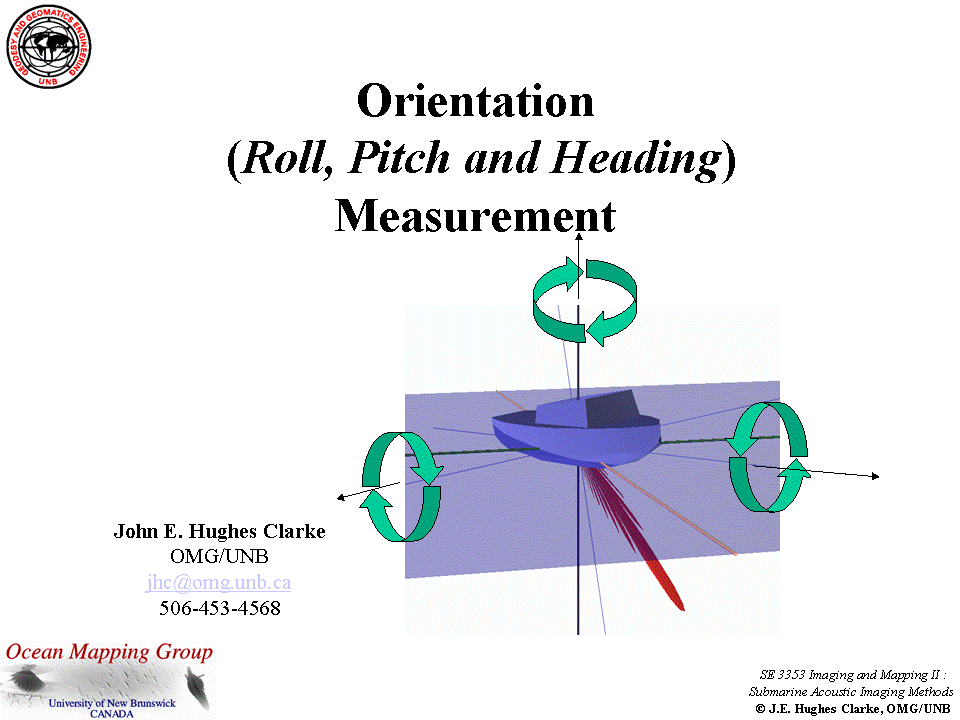 GEODESY AND GEOMATICS ENGINEERING
UNB
Orientation
(Roll, Pitch and Heading)
Measurement
John E. Hughes Clarke
OMG/UNB
jhc@omg.unb.ca
506-453-4568
Ocean Mapping Group
University of New Brunswick
CANADA
SE 3353 Imaging and Mapping II :
Submarine Acoustic Imaging Methods
© J.E. Hughes Clarke, OMG/UNB